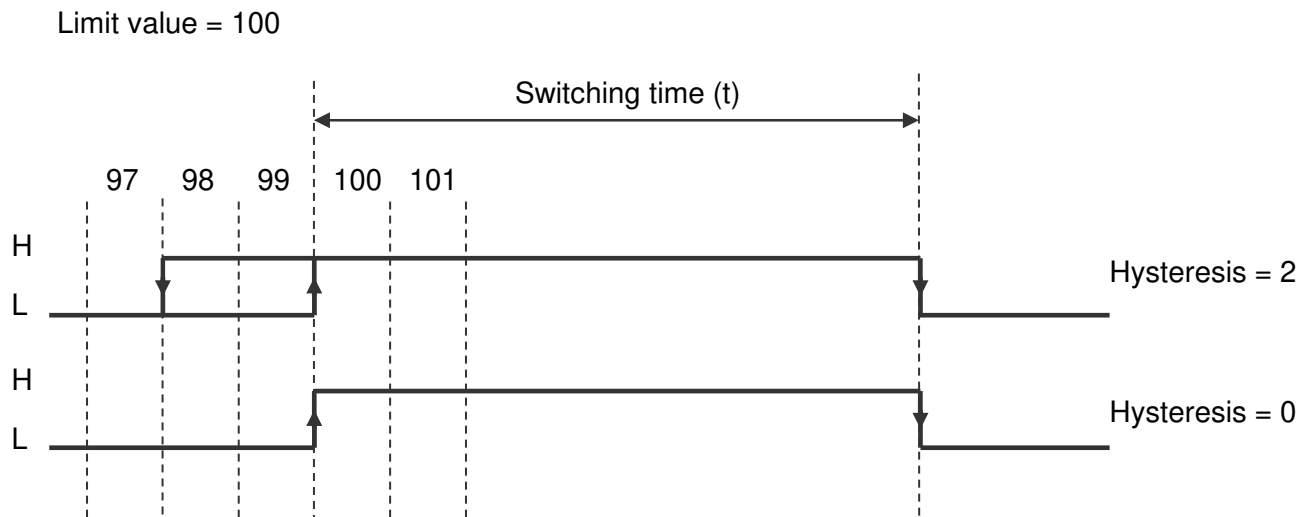 Limit value = 100
Switching time (t)
97 98 99 100 101
H
L
Hysteresis = 2
H
L
Hysteresis = 0